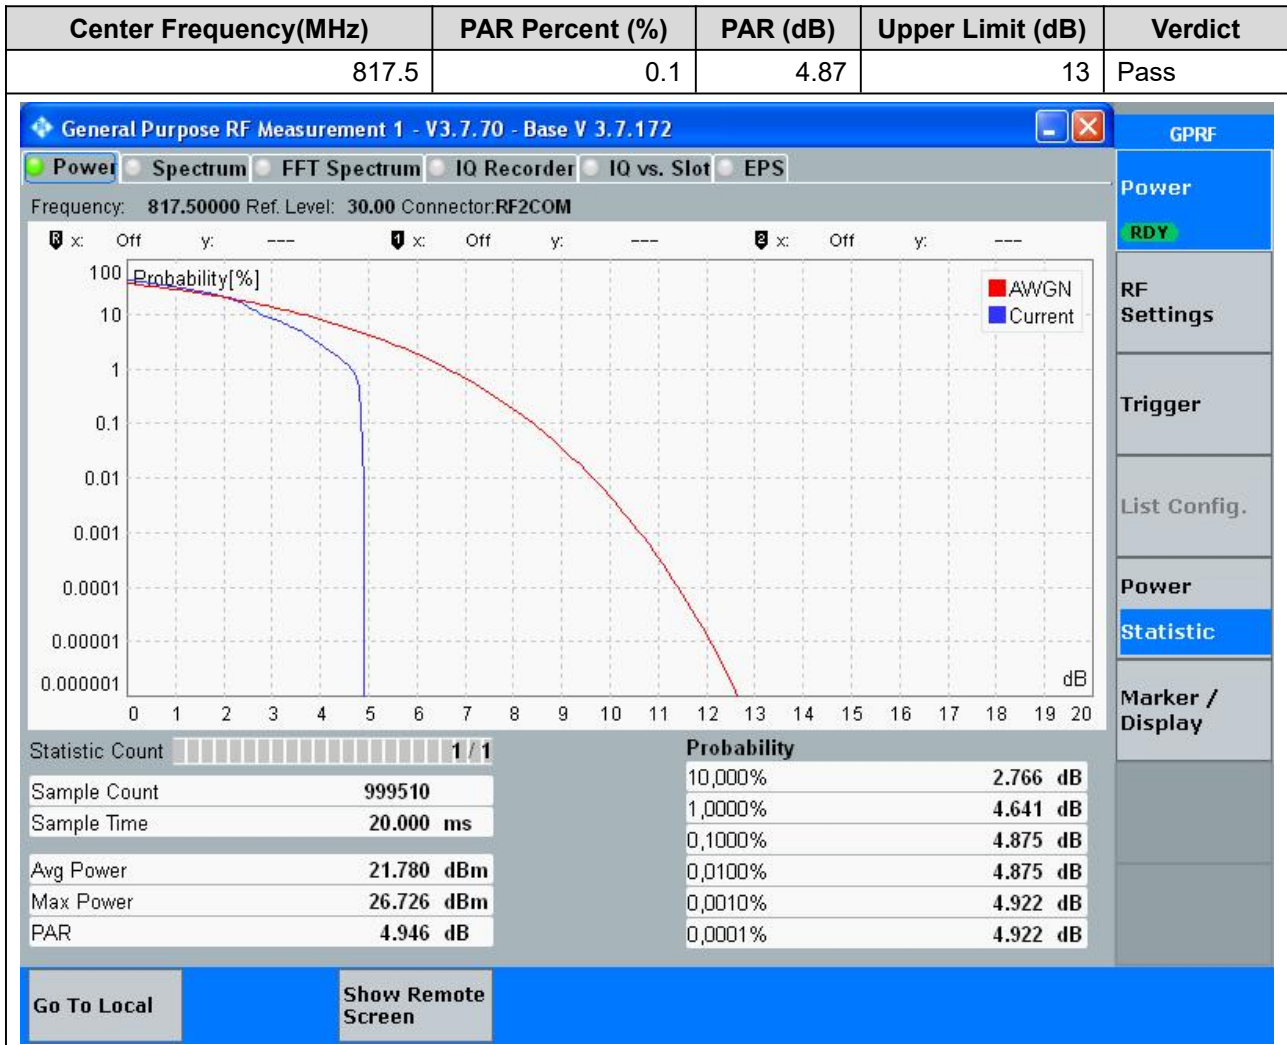 Center Frequency(MHz) PAR Percent (%) PAR (dB) Upper Limit (dB) Verdict
817.5 0.1 4.87 13 Pass
General Purpose RF Measurement 1 - V3.7.70 - Base V 3.7.172
GPRF
Power Spectrum FFT Spectrum IQ Recorder IQ vs. Slot EPS
Power
RDY
Frequency: 817.50000 Ref. Level: 30.00 Connector:RF2COM
R x: Off y: --- 1 x: Off y: --- 2 x: Off y: ---
Probability[%]
100
10
1
0.1
0.01
0.001
0.0001
0.00001
0.000001
AWGN
Current
dB
0 1 2 3 4 5 6 7 8 9 10 11 12 13 14 15 16 17 18 19 20
RF
Settings
Trigger
List Config.
Power
Statistic
Marker /
Display
Statistic Count 1 / 1
Sample Count 999510
Sample Time 20.000 ms
Avg Power 21.780 dBm
Max Power 26.726 dBm
PAR 4.946 dB
Probability
10,000% 2.766 dB
1,0000% 4.641 dB
0,1000% 4.875 dB
0,0100% 4.875 dB
0,0010% 4.922 dB
0,0001% 4.922 dB
Go To Local
Show Remote
Screen